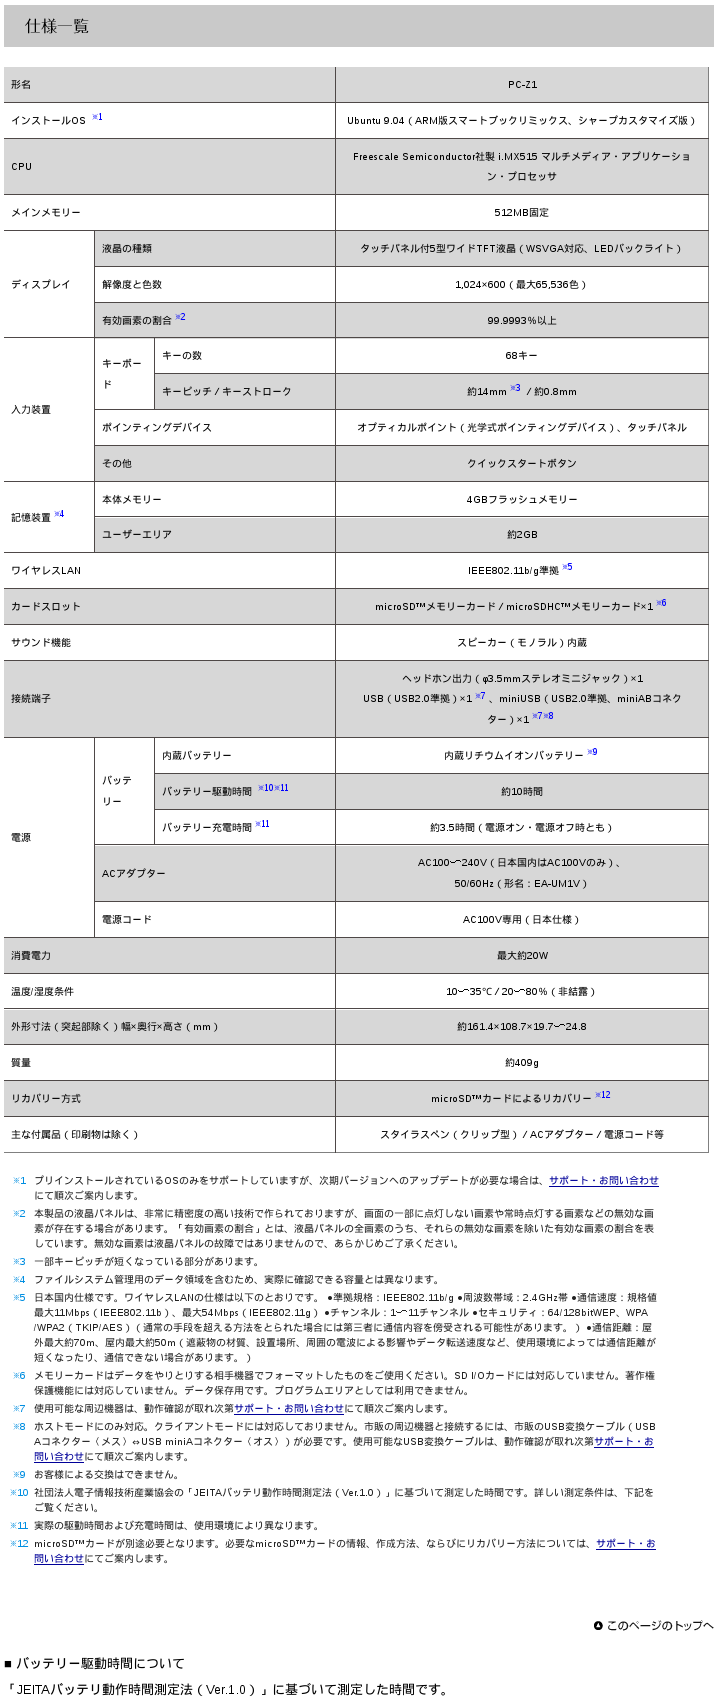 仕様一覧
形名 PC-Z1
インストールOS ※1 Ubuntu 9.04（ARM版スマートブックリミックス、シャープカスタマイズ版）
CPU Freescale Semiconductor社製 i.MX515 マルチメディア・アプリケーショ
ン・プロセッサ
メインメモリー 512MB固定
ディスプレイ 液晶の種類 タッチパネル付5型ワイドTFT液晶（WSVGA対応、LEDバックライト）
解像度と色数 1,024×600（最大65,536色）
有効画素の割合 ※2 99.9993％以上
入力装置 キーボー
ド キーの数 68キー
キーピッチ / キーストローク 約14mm ※3 / 約0.8mm
ポインティングデバイス オプティカルポイント（光学式ポインティングデバイス）、タッチパネル
その他 クイックスタートボタン
記憶装置 ※4 本体メモリー 4GBフラッシュメモリー
ユーザーエリア 約2GB
ワイヤレスLAN IEEE802.11b/g準拠 ※5
カードスロット microSD™メモリーカード / microSDHC™メモリーカード×1 ※6
サウンド機能 スピーカー（モノラル）内蔵
接続端子 ヘッドホン出力（φ3.5mmステレオミニジャック）×1
USB（USB2.0準拠）×1 ※7 、miniUSB（USB2.0準拠、miniABコネク
ター）×1 ※7※8
電源 バッテ
リー 内蔵バッテリー 内蔵リチウムイオンバッテリー ※9
バッテリー駆動時間 ※10※11 約10時間
バッテリー充電時間 ※11 約3.5時間（電源オン・電源オフ時とも）
ACアダプター AC100〜240V（日本国内はAC100Vのみ）、
50/60Hz（形名：EA-UM1V）
電源コード AC100V専用（日本仕様）
消費電力 最大約20W
温度/湿度条件 10〜35℃ / 20〜80％（非結露）
外形寸法（突起部除く）幅×奥行×高さ（mm） 約161.4×108.7×19.7〜24.8
質量 約409g
リカバリー方式 microSD™カードによるリカバリー ※12
主な付属品（印刷物は除く） スタイラスペン（クリップ型） / ACアダプター / 電源コード等
※1 プリインストールされているOSのみをサポートしていますが、次期バージョンへのアップデートが必要な場合は、サポート・お問い合わせ
にて順次ご案内します。
※2 本製品の液晶パネルは、非常に精密度の高い技術で作られておりますが、画面の一部に点灯しない画素や常時点灯する画素などの無効な画
素が存在する場合があります。「有効画素の割合」とは、液晶パネルの全画素のうち、それらの無効な画素を除いた有効な画素の割合を表
しています。無効な画素は液晶パネルの故障ではありませんので、あらかじめご了承ください。
※3 一部キーピッチが短くなっている部分があります。
※4 ファイルシステム管理用のデータ領域を含むため、実際に確認できる容量とは異なります。
※5 日本国内仕様です。ワイヤレスLANの仕様は以下のとおりです。 ●準拠規格：IEEE802.11b/g ●周波数帯域：2.4GHz帯 ●通信速度：規格値
最大11Mbps（IEEE802.11b）、最大54Mbps（IEEE802.11g） ●チャンネル：1〜11チャンネル ●セキュリティ：64/128bitWEP、WPA
/WPA2（TKIP/AES）（通常の手段を超える方法をとられた場合には第三者に通信内容を傍受される可能性があります。） ●通信距離：屋
外最大約70m、屋内最大約50m（遮蔽物の材質、設置場所、周囲の電波による影響やデータ転送速度など、使用環境によっては通信距離が
短くなったり、通信できない場合があります。）
※6 メモリーカードはデータをやりとりする相手機器でフォーマットしたものをご使用ください。SD I/Oカードには対応していません。著作権
保護機能には対応していません。データ保存用です。プログラムエリアとしては利用できません。
※7 使用可能な周辺機器は、動作確認が取れ次第サポート・お問い合わせにて順次ご案内します。
※8 ホストモードにのみ対応。クライアントモードには対応しておりません。市販の周辺機器と接続するには、市販のUSB変換ケーブル（USB
Aコネクター〈メス〉⇔USB miniAコネクター〈オス〉）が必要です。使用可能なUSB変換ケーブルは、動作確認が取れ次第サポート・お
問い合わせにて順次ご案内します。
※9 お客様による交換はできません。
※10 社団法人電子情報技術産業協会の「JEITAバッテリ動作時間測定法（Ver.1.0）」に基づいて測定した時間です。詳しい測定条件は、下記を
ご覧ください。
※11 実際の駆動時間および充電時間は、使用環境により異なります。
※12 microSD™カードが別途必要となります。必要なmicroSD™カードの情報、作成方法、ならびにリカバリー方法については、サポート・お
問い合わせにてご案内します。
このページのトップへ
■ バッテリー駆動時間について
「JEITAバッテリ動作時間測定法（Ver.1.0）」に基づいて測定した時間です。